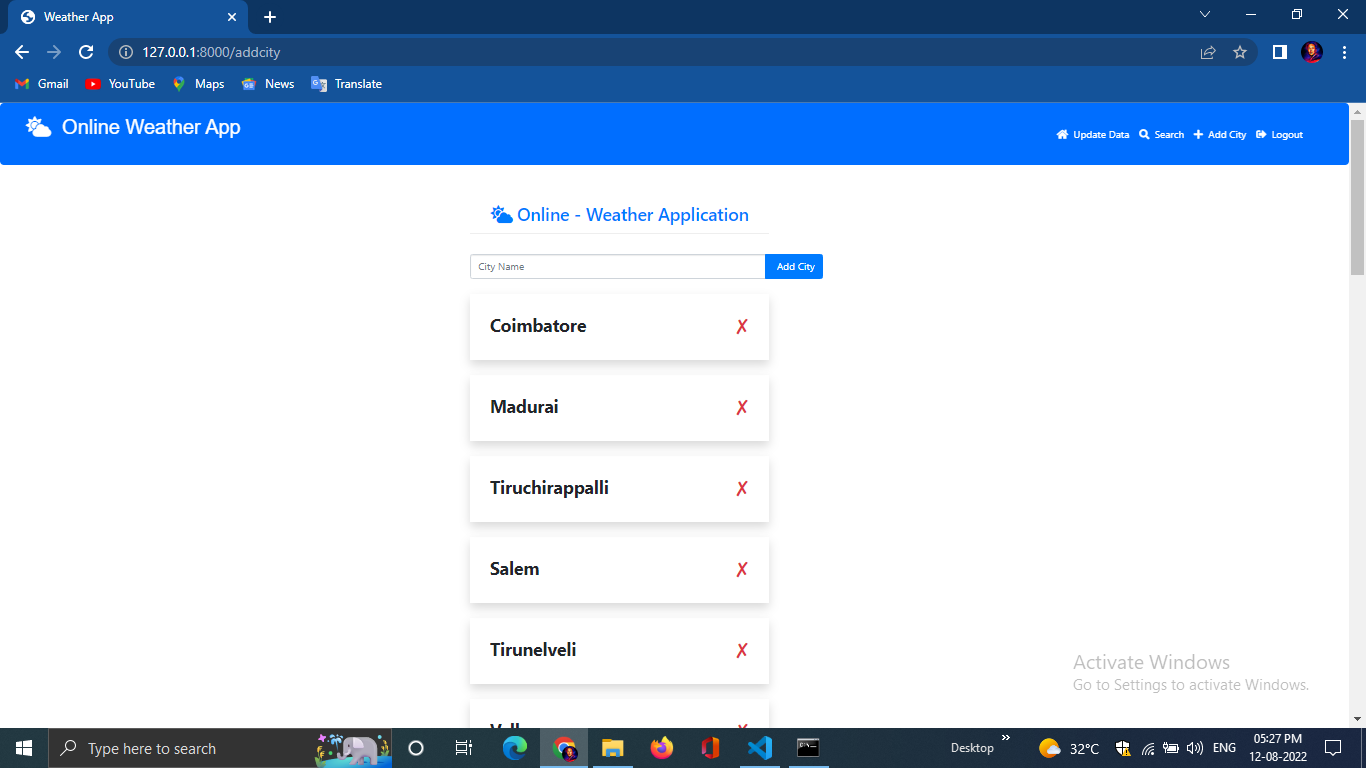 Weather App
127.0.0.1:8000/addcity
Gmail YouTube Maps News Translate
Online Weather App
Update Data Search Add City Logout
Online - Weather Application
City Name Add City
Coimbatore ✗
Madurai ✗
Tiruchirappalli ✗
Salem ✗
Tirunelveli ✗
Activate Windows
Go to Settings to activate Windows.
Type here to search
Desktop
32°C
ENG
05:27 PM
12-08-2022